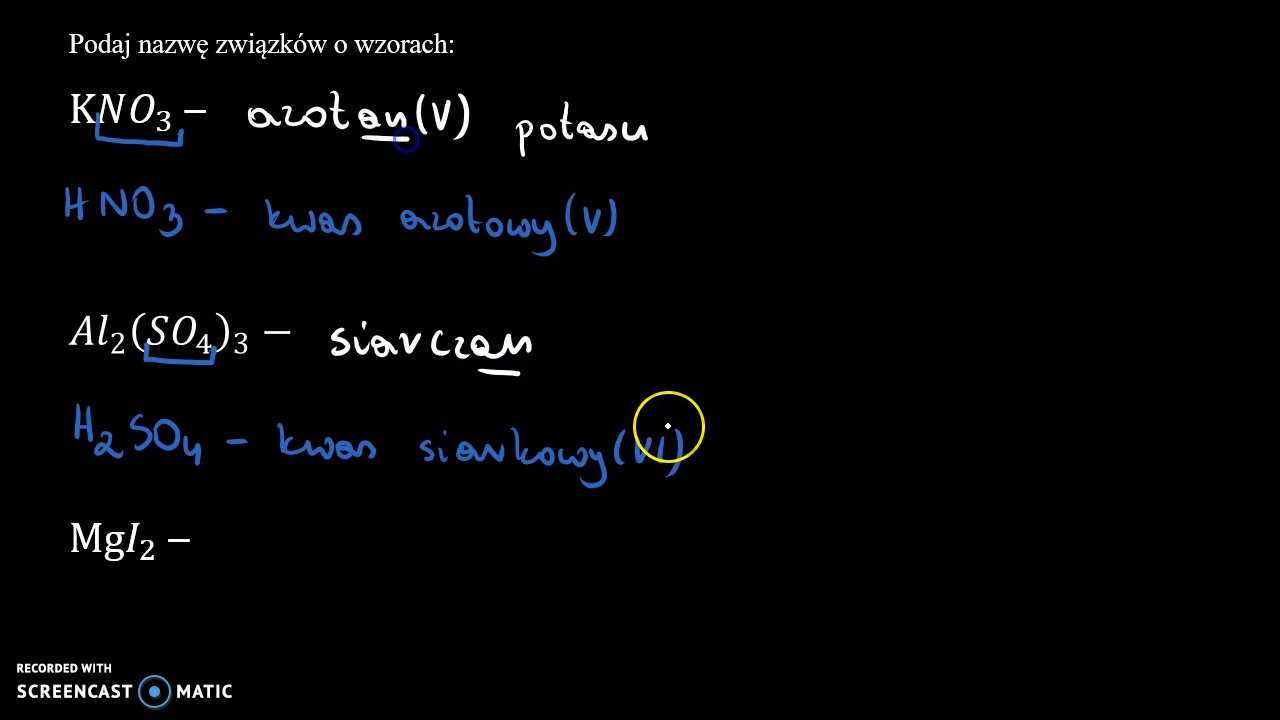 Podaj nazwę związków o wzorach:
KNO₃ − azotan(V) potasu
HNO₃ − kwas azotowy(V)
Al₂(SO₄)₃ − siarczan
H₂SO₄ − kwas siarkowy(VI)
MgI₂ −
RECORDED WITH
SCREENCAST MATIC